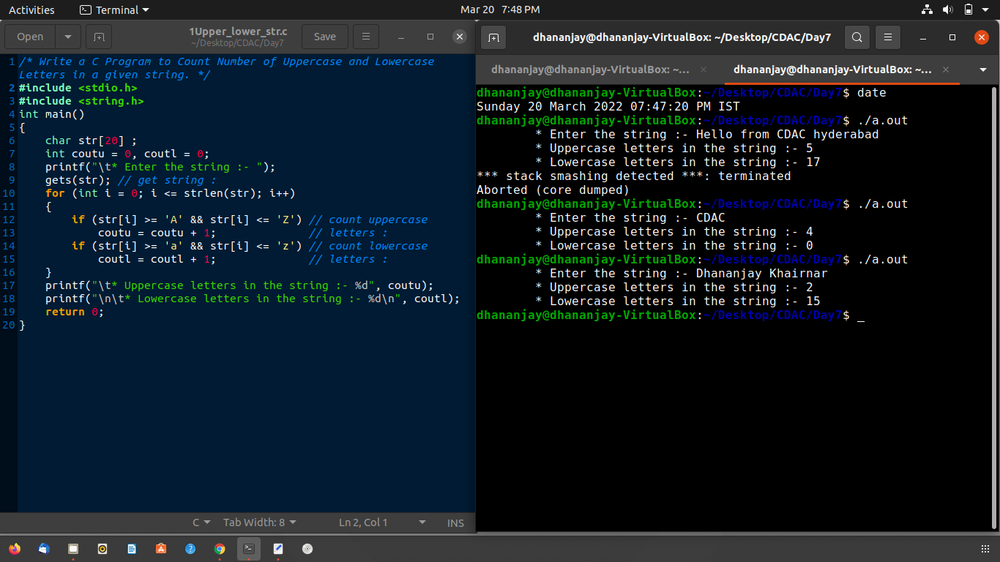 Activities Terminal Mar 20 7:48 PM
Open 1Upper_lower_str.c Save
~/Desktop/CDAC/Day7
1 /* Write a C Program to Count Number of Uppercase and Lowercase
Letters in a given string. */
2 #include <stdio.h>
3 #include <string.h>
4 int main()
5 {
6     char str[20] ;
7     int coutu = 0, coutl = 0;
8     printf("\t* Enter the string :- ");
9     gets(str); // get string :
10     for (int i = 0; i <= strlen(str); i++)
11     {
12         if (str[i] >= 'A' && str[i] <= 'Z') // count uppercase
13             coutu = coutu + 1;              // letters :
14         if (str[i] >= 'a' && str[i] <= 'z') // count lowercase
15             coutl = coutl + 1;              // letters :
16     }
17     printf("\t* Uppercase letters in the string :- %d", coutu);
18     printf("\n\t* Lowercase letters in the string :- %d\n", coutl);
19     return 0;
20 }
C Tab Width: 8 Ln 2, Col 1 INS
dhananjay@dhananjay-VirtualBox: ~/Desktop/CDAC/Day7
dhananjay@dhananjay-VirtualBox: ~... dhananjay@dhananjay-VirtualBox: ~...
dhananjay@dhananjay-VirtualBox:~/Desktop/CDAC/Day7$ date
Sunday 20 March 2022 07:47:20 PM IST
dhananjay@dhananjay-VirtualBox:~/Desktop/CDAC/Day7$ ./a.out
        * Enter the string :- Hello from CDAC hyderabad
        * Uppercase letters in the string :- 5
        * Lowercase letters in the string :- 17
*** stack smashing detected ***: terminated
Aborted (core dumped)
dhananjay@dhananjay-VirtualBox:~/Desktop/CDAC/Day7$ ./a.out
        * Enter the string :- CDAC
        * Uppercase letters in the string :- 4
        * Lowercase letters in the string :- 0
dhananjay@dhananjay-VirtualBox:~/Desktop/CDAC/Day7$ ./a.out
        * Enter the string :- Dhananjay Khairnar
        * Uppercase letters in the string :- 2
        * Lowercase letters in the string :- 15
dhananjay@dhananjay-VirtualBox:~/Desktop/CDAC/Day7$ _